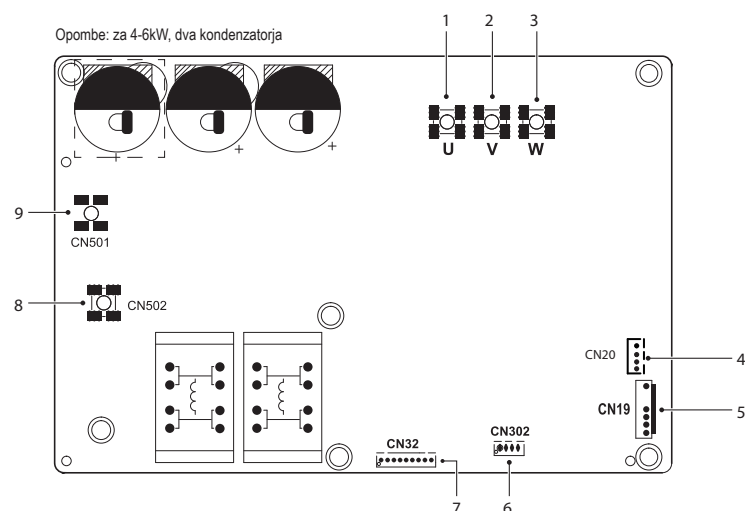 Opombe: za 4-6kW, dva kondenzatorja
1 2 3
U V W
9
CN501
8
CN502
CN20
4
CN19
5
CN32
CN302
7 6